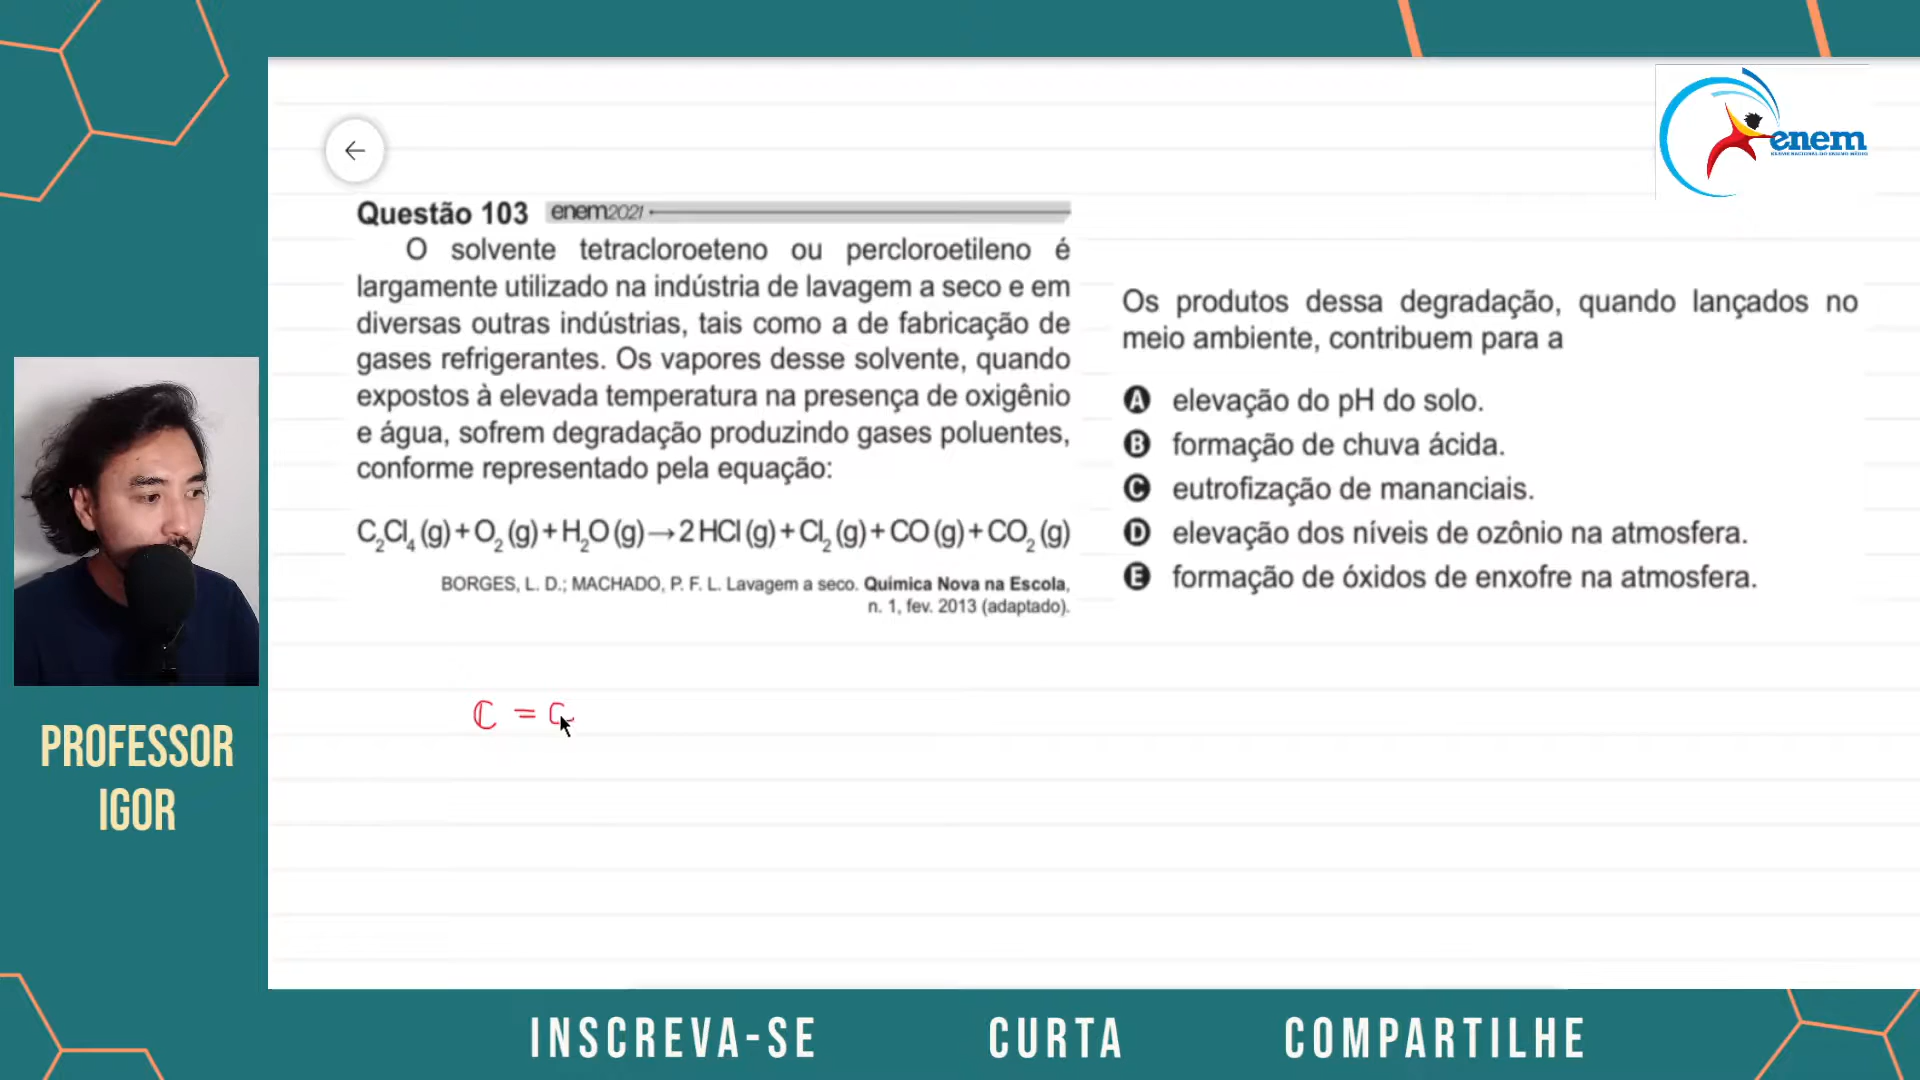 enem
Questão 103 enem2021
O solvente tetracloroeteno ou percloroetileno é
largamente utilizado na indústria de lavagem a seco e em
diversas outras indústrias, tais como a de fabricação de
gases refrigerantes. Os vapores desse solvente, quando
expostos à elevada temperatura na presença de oxigênio
e água, sofrem degradação produzindo gases poluentes,
conforme representado pela equação:
C₂Cl₄ (g) + O₂ (g) + H₂O (g) → 2 HCl (g) + Cl₂ (g) + CO (g) + CO₂ (g)
BORGES, L. D.; MACHADO, P. F. L. Lavagem a seco. Química Nova na Escola,
n. 1, fev. 2013 (adaptado).
Os produtos dessa degradação, quando lançados no
meio ambiente, contribuem para a
A elevação do pH do solo.
B formação de chuva ácida.
C eutrofização de mananciais.
D elevação dos níveis de ozônio na atmosfera.
E formação de óxidos de enxofre na atmosfera.
C = C
PROFESSOR
IGOR
INSCREVA-SE CURTA COMPARTILHE